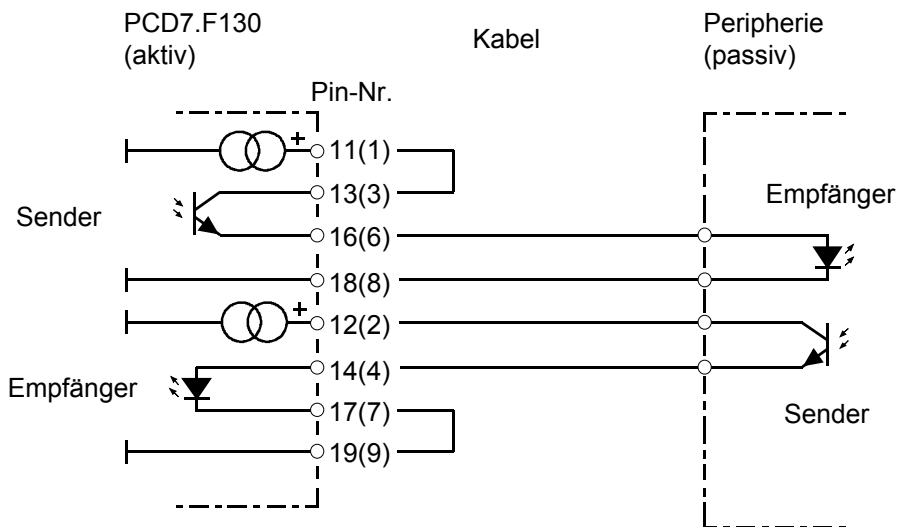 PCD7.F130
(aktiv)
Kabel
Peripherie
(passiv)
Pin-Nr.
+
11(1)
13(3)
Sender
16(6)
Empfänger
18(8)
+
12(2)
14(4)
Empfänger
17(7)
Sender
19(9)